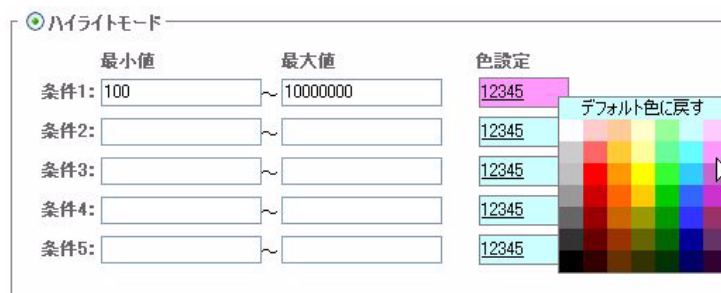 ハイライトモード
最小値 最大値 色設定
条件1: 100 ~ 10000000 12345
デフォルト色に戻す
条件2: ~ 12345
条件3: ~ 12345
条件4: ~ 12345
条件5: ~ 12345